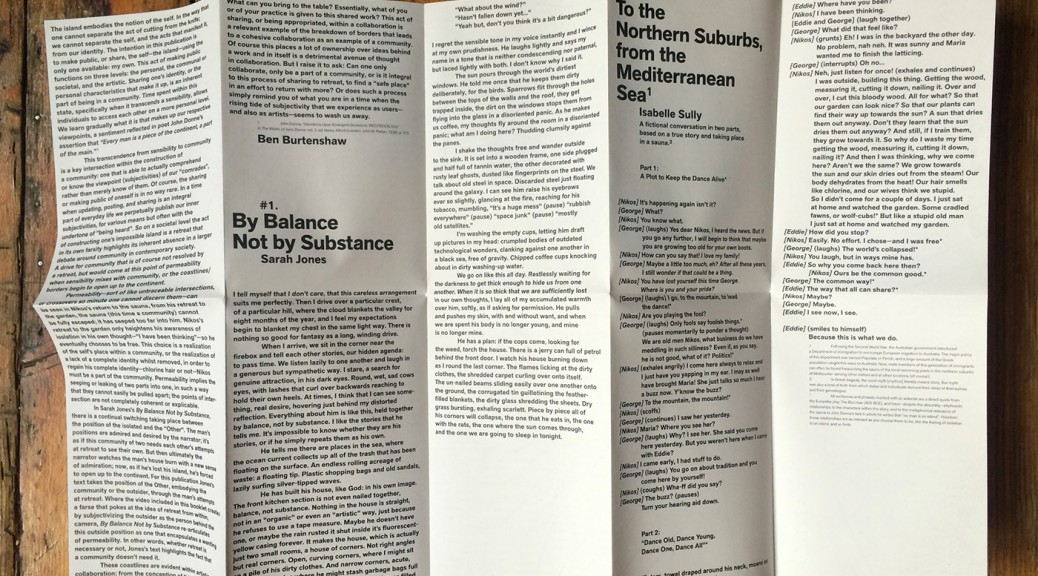 The island embodies the notion of self. In the way that
one cannot separate the act of cutting from the knife,
we cannot separate the self, and the acts that manifest it,
from our identity. The intention in this publication is
to make public, or share, the self–the island–using the
only one available: my own. This act of making public
functions on three levels: the personal, the communal or
societal, and the artistic. Sharing one's identity, or the
personal characteristics that make it up, is an inherent
part of being in a community. Time spent within this
state, specifically when it transcends a shared sensibility, allows
individuals to access each other on a more personal level.
We learn gradually what it is that makes up our respective
viewpoints, a sentiment reflected in poet John Donne's
assertion that "Every man is a piece of the continent, a part
of the main."
This transcendence from sensibility to community
is a key intersection within the construction of
a community: one that is able to actually comprehend
or know the viewpoint (subjectivities) of our "comrades",
rather than merely know of them. Of course, the sharing
or making public of oneself is in no way rare. In a time
when updating, posting, and sharing is an integral
part of everyday life we perpetually publish our inner
subjectivities, for various means but often with the
undertone of "being heard". So on a societal level the act
of constructing one's impossible island is a retreat that
in its own farsity highlights its inherent absence in a larger
debate around community in contemporary society.
A drive for community that is of course not resolved by
a retreat, but would come at this point of permeability
when sensibility mixes with community, or the coastlines/
borders begin to open up to the continent.
Permeability–sort of like untraceable intersections,
or crossovers no one cannot discern them–can
be seen in Nikos's return to the sauna, from his retreat to
the garden, the sauna (this time a community) cannot
be fully escaped; it has seeped too far into him. Nikos's
retreat to the garden only heightens his awareness of
isolation in his own thought–"I have been thinking"–so he
eventually chooses to be free. This choice is a realization
of the self's place within a community, or the realization of
a lack of complete identity whilst removed, in order to
regain his complete identity–chlorine hair or not–Nikos
must be a part of the community. Permeability implies the
seeping or leaking of two parts into one, in such a way
that they cannot easily be pulled apart; the points of inter-
section are not completely coherent or explicable.
In Sarah Jones's By Balance Not by Substance,
there is a continual switching taking place between
the position of the isolated and the "Other". The man's
positions are admired and desired by the narrator, it's
as if this community of two needs each other's attempts
at retreat to seek their own. But then ultimately the
narrator watches the man's house burn with a new sense
of admiration; now, as if he's lost his island, he's forced
to open up to the continent. For this publication Jones's
text takes the position of the Other, embodying the
community or the outsider, through the man's attempts
at retreat. Where the video included in this booklet creates
a farse that pokes at the idea of retreat from within,
by subjectivizing the outsider as the person behind the
camera, By Balance Not by Substance re-articulates
this outside position as one that encapsulates a wanting
of permeability. In other words, whether retreat is
necessary or not, Jones's text highlights the fact that
a community doesn't need it.
These coastlines are evident within artistic
collaboration: from the conception of
What can you bring to the table? Essentially, what of you
or of your practice is given to this shared work? This act of
sharing, or being appropriated, within a collaboration is
a relevant example of the breakdown of borders that leads
to a cohesive collaboration as an example of a community.
Of course this places a lot of ownership over ideas behind
a work and in itself is a detrimental avenue of thought
in collaboration. But I raise it to ask: Can one only
collaborate, only be a part of a community, or is it integral
to this process of sharing to retreat, to find a "safe place"
in an effort to return with more? Or does such a process
simply remind you of what you are in a time when the
rising tide of subjectivity that we experience as users–
and also as artists–seems to wash us away.
Ben Burtenshaw
#1.
By Balance
Not by Substance
Sarah Jones
I tell myself that I don't care, that this careless arrangement
suits me perfectly. Then I drive over a particular crest,
of a particular hill, where the cloud blankets the valley for
eight months of the year, and I feel my expectations
begin to blanket my chest in the same light way. There is
nothing so good for fantasy as a long, winding drive.
When I arrive, we sit in the corner near the
firebox and tell each other stories, our hidden agenda:
to pass time. We listen lazily to one another and laugh in
a generous but sympathetic way. I stare, a search for
genuine attraction, in his dark eyes. Round, wet, sad cows
eyes, with lashes that curl over backwards reaching to
hold their own heels. At times, I think that I can see some-
thing, real desire, hovering just behind my distorted
reflection. Everything about him is like this, held together
by balance, not by substance. I like the stories that he
tells me. It's impossible to know whether they are his
stories, or if he simply repeats them as his own.
He tells me there are places in the sea, where
the ocean current collects up all of the trash that has been
floating on the surface. An endless rolling acreage of
waste: a floating tip. Plastic shopping bags and old sandals,
lazily surfing silver-tipped waves.
He has built his house, like God: in his own image.
The front kitchen section is not even nailed together,
balance, not substance. Nothing in the house is straight,
not in an "organic" or even an "artistic" way, just because
he refuses to use a tape measure. Maybe he doesn't have
one, or maybe the rain rusted it shut inside it's fluorescent-
yellow casing forever. It makes the house, which is actually
just two small rooms, a house of corners. Not right angles
but real corners. Open, curving corners, where I might sit
on a pile of his dirty clothes. And narrow corners, acute,
where he might stash garbage bags full
"What about the wind?"
"Hasn't fallen down yet..."
"Yeah but, don't you think it's a bit dangerous?"
I regret the sensible tone in my voice instantly and I wince
at my own prudishness. He laughs lightly and says my
name in a tone that is neither condescending nor paternal,
but laced lightly with both. I don't know why I said it.
The sun pours through the world's dirtiest
windows. He told me once that he keeps them dirty
deliberately, for the birds. Sparrows flit through the holes
between the tops of the walls and the roof, they get
trapped inside, the dirt on the windows stops them from
flying into the glass in a disoriented panic. As he makes
us coffee, my thoughts fly around the room in a disoriented
panic; what am I doing here? Thudding clumsily against
the panes.
I shake the thoughts free and wander outside
to the sink. It is set into a wooden frame, one side plugged
and half full of tannin water, the other decorated with
rusty leaf ghosts, dusted like fingerprints on the steel. We
talk about old steel in space. Discarded steel just floating
around the galaxy. I can see him raise his eyebrows
ever so slightly, glancing at the fire, reaching for his
tobacco, mumbling, "It's a huge mess" (pause) "rubbish
everywhere" (pause) "space junk" (pause) "mostly
old satellites."
I'm washing the empty cups, letting him draft
up pictures in my head: crumpled bodies of outdated
technological wonders, clanking against one another in
a black sea, free of gravity. Chipped coffee cups knocking
about in dirty washing-up water.
We go on like this all day. Restlessly waiting for
the darkness to get thick enough to hide us from one
another. When it is so thick that we are sufficiently lost
in our own thoughts, I lay all of my accumulated warmth
over him, softly, as if asking for permission. He pulls
and pushes my skin, with and without want, and when
we are spent his body is no longer young, and mine
is no longer mine.
He has a plan: if the cops come, looking for
the weed, torch the house. There is a jerry can full of petrol
behind the front door. I watch his house burning down
as I round the last corner. The flames licking at the dirty
clothes, the shredded carpet curling over onto itself.
The un nailed beams sliding easily over one another onto
the ground, the corrugated tin guillotining the feather-
filled blankets, the dirty glass shredding the sheets. Dry
grass bursting, exhaling scarlet. Piece by piece all of
his corners will collapse, the one that he eats in, the one
with the rats, the one where the sun comes through,
and the one we are going to sleep in tonight.
To the
Northern Suburbs,
from the
Mediterranean
Sea¹
Isabelle Sully
A fictional conversation in two parts,
based on a true story and taking place
in a sauna.²
Part 1:
A Plot to Keep the Dance Alive³
[Nikos] It's happening again isn't it?
[George] What?
[Nikos] You know what.
[George] (laughs) Yes dear Nikos, I heard the news. But if
you go any further, I will begin to think that maybe
you are growing too old for your own boots.
[Nikos] How can you say that! I love my family!
[George] Maybe a little too much, eh? After all these years,
I still wonder if that could be a thing.
[Nikos] You have lost yourself this time George.
Where is you and your pride?
[George] (laughs) I go, to the mountain, to lead
the dance!
[Nikos] Are you playing the fool?
[George] (laughs) Only fools say foolish things.
(pauses momentarily to ponder a thought)
We are old men Nikos, what business do we have
medding in such silliness? Even if, as you say,
he is not good, what of it? Politics!
[Nikos] (exhales angrily) I come here always to relax and
I just have you yapping in my ear. I may as well
have brought Maria! She just talks so much I hear
a buzz now. Y'know the buzz?
[George] To the mountain, to the mountain!
[Nikos] (scoffs)
[George] (continues) I saw her yesterday.
[Nikos] Maria? Where you see her?
[George] (laughs) Why? I see her. She said you come
here yesterday. But you weren't here when I came
with Eddie?
[Nikos] I came early, I had stuff to do.
[George] (laughs) You go on about tradition and you
come here by yourself!
[Nikos] (coughs) Wha-ff did you say?
[George] The buzz? (pauses)
Turn your hearing aid down.
Part 2:
"Dance Old, Dance Young,
Dance One, Dance All"
towel draped around his neck,
[Eddie] Where have you been?
[Nikos] I have been thinking.
[Eddie and George] (laugh together)
[George] What did that feel like?
[Nikos] (grunts) Eh! I was in the backyard the other day.
No problem, nah neh. It was sunny and Maria
wanted me to finish the latticing.
[George] (interrupts) Oh no...
[Nikos] Neh, just listen for once! (exhales and continues)
I was outside, building this thing. Getting the wood,
measuring it, cutting it down, nailing it. Over and
over, I cut this bloody wood. All for what? So that
our garden can look nice? So that our plants can
find their way up towards the sun? A sun that dries
them out anyway. Don't they learn that the sun
dries them out anyway? And still, if I train them,
they grow towards it. So why do I waste my time
getting the wood, measuring it, cutting it down,
nailing it? And then I was thinking, why we come
here? Aren't we the same? We grow towards
the sun and our skin dries out from the steam! Our
body dehydrates from the heat! Our hair smells
like chlorine, and our wives think we stupid.
So I didn't come for a couple of days. I just sat
at home and watched the garden. Some cradled
fawns, or wolf-cubs!⁵ But like a stupid old man
I just sat at home and watched my garden.
[Eddie] How did you stop?
[Nikos] Easily. No effort. I chose–and I was free⁶
[George] (laughs) The world's collapsed!⁷
[Nikos] You laugh, but in ways mine has.
[Eddie] So why you come back here then?
[Nikos] Ours be the common good.⁸
[George] The common way!⁹
[Eddie] The way that all can share?⁹
[Nikos] Maybe?
[George] Maybe.
[Eddie] I see now, I see.
[Eddie] (smiles to himself)
Because this is what we do.